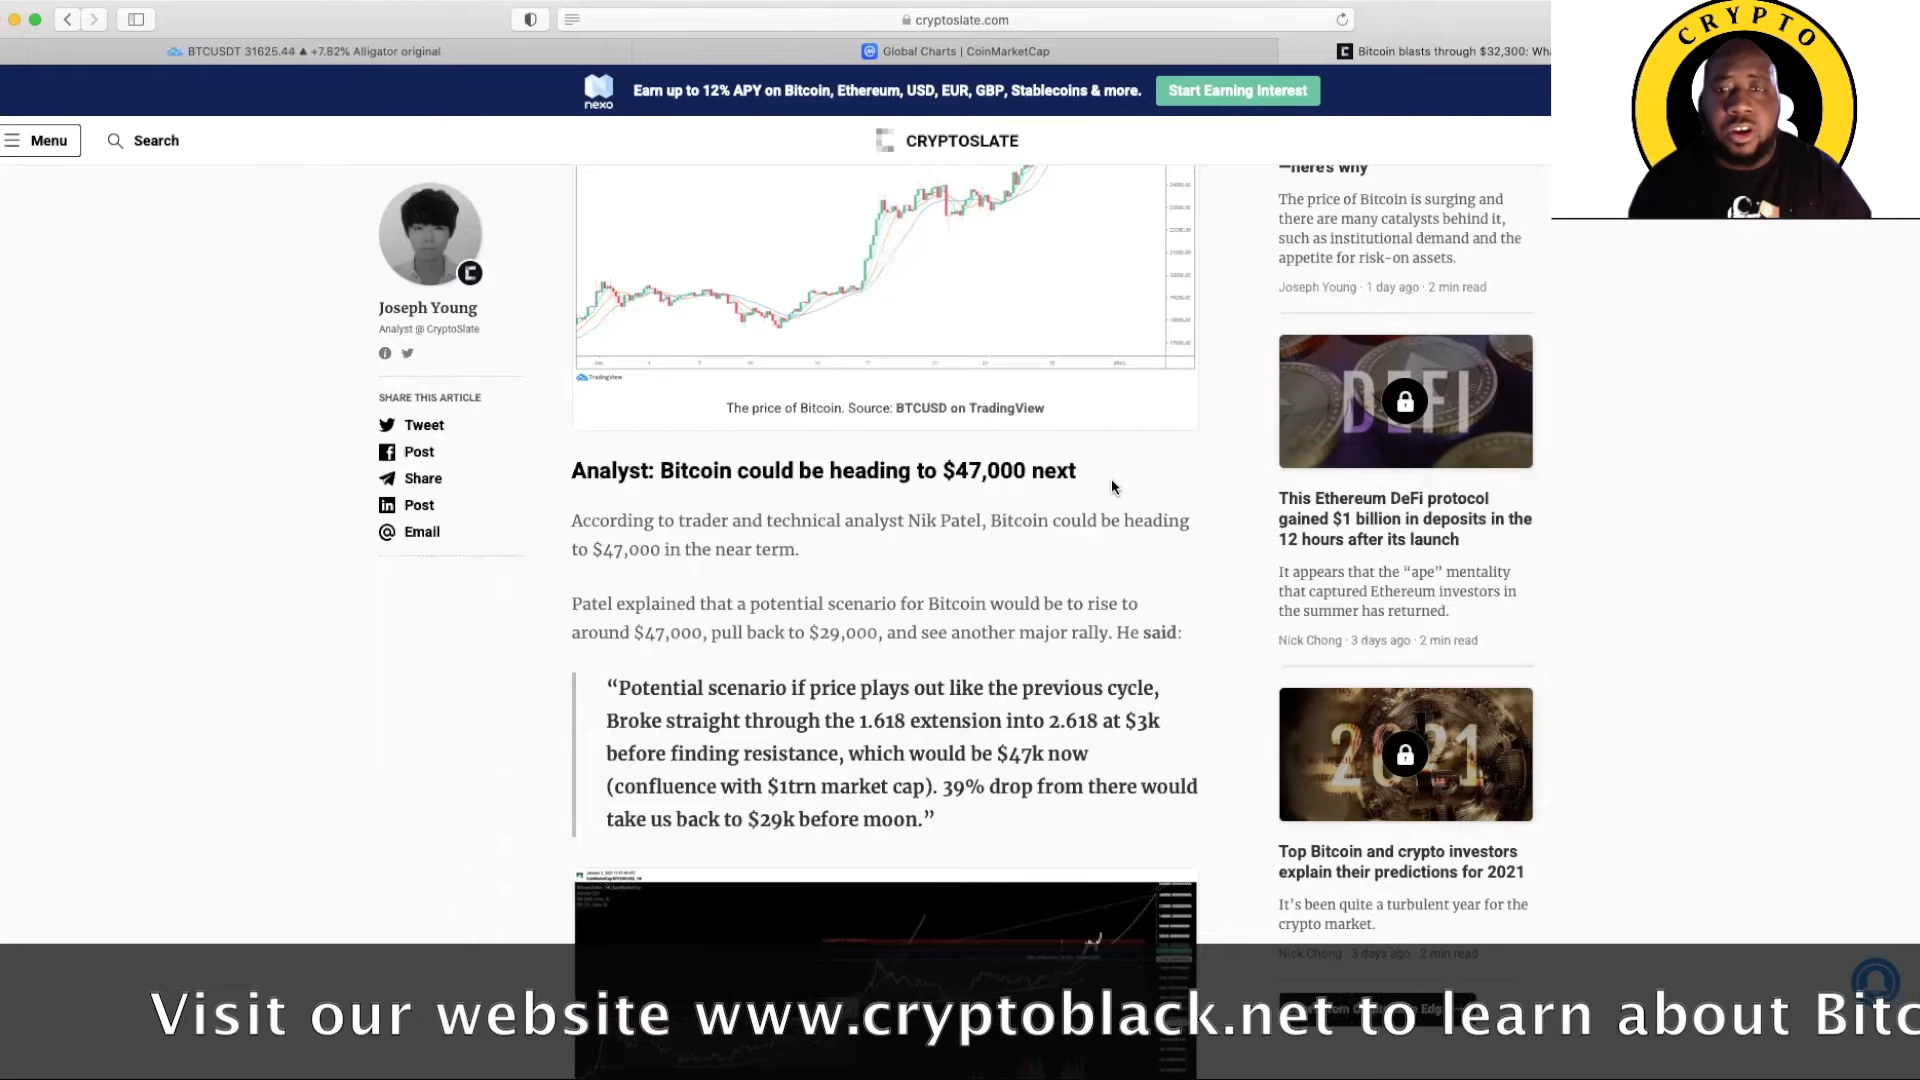 cryptoslate.com
BTCUSDT 31625.44 ▲ +7.82% Alligator original
Global Charts | CoinMarketCap
Bitcoin blasts through $32,300: Wh
CRYPTO
nexo
Earn up to 12% APY on Bitcoin, Ethereum, USD, EUR, GBP, Stablecoins & more.
Start Earning Interest
Menu
Search
CRYPTOSLATE
Joseph Young
Analyst @ CryptoSlate
SHARE THIS ARTICLE
Tweet
Post
Share
Post
Email
TradingView
The price of Bitcoin. Source: BTCUSD on TradingView
Analyst: Bitcoin could be heading to $47,000 next
According to trader and technical analyst Nik Patel, Bitcoin could be heading
to $47,000 in the near term.
Patel explained that a potential scenario for Bitcoin would be to rise to
around $47,000, pull back to $29,000, and see another major rally. He said:
“Potential scenario if price plays out like the previous cycle,
Broke straight through the 1.618 extension into 2.618 at $3k
before finding resistance, which would be $47k now
(confluence with $1trn market cap). 39% drop from there would
take us back to $29k before moon.”
—here's why
The price of Bitcoin is surging and
there are many catalysts behind it,
such as institutional demand and the
appetite for risk-on assets.
Joseph Young · 1 day ago · 2 min read
DEFI
This Ethereum DeFi protocol
gained $1 billion in deposits in the
12 hours after its launch
It appears that the “ape” mentality
that captured Ethereum investors in
the summer has returned.
Nick Chong · 3 days ago · 2 min read
2021
Top Bitcoin and crypto investors
explain their predictions for 2021
It's been quite a turbulent year for the
crypto market.
Nick Chong · 3 days ago · 2 min read
Visit our website www.cryptoblack.net to learn about Bitc